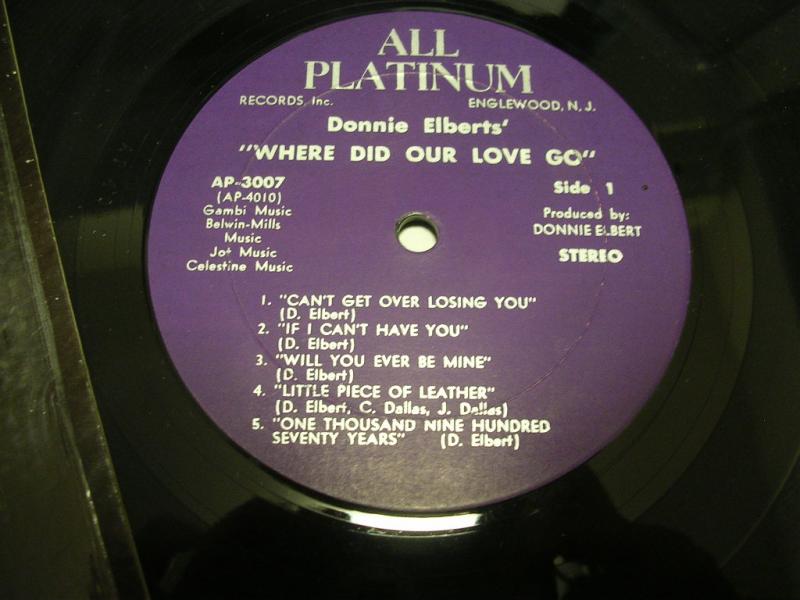 ALL
PLATINUM
RECORDS, Inc. ENGLEWOOD, N. J.
Donnie Elberts'
"WHERE DID OUR LOVE GO"
AP-3007
(AP-4010)
Gambi Music
Belwin-Mills
Music
Jot Music
Celestine Music
Side 1
Produced by:
DONNIE ELBERT
STEREO
1. "CAN'T GET OVER LOSING YOU"
(D. Elbert)
2. "IF I CAN'T HAVE YOU"
(D. Elbert)
3. "WILL YOU EVER BE MINE"
(D. Elbert)
4. "LITTLE PIECE OF LEATHER"
(D. Elbert, C. Dallas, J. Dallas)
5. "ONE THOUSAND NINE HUNDRED
SEVENTY YEARS" (D. Elbert)